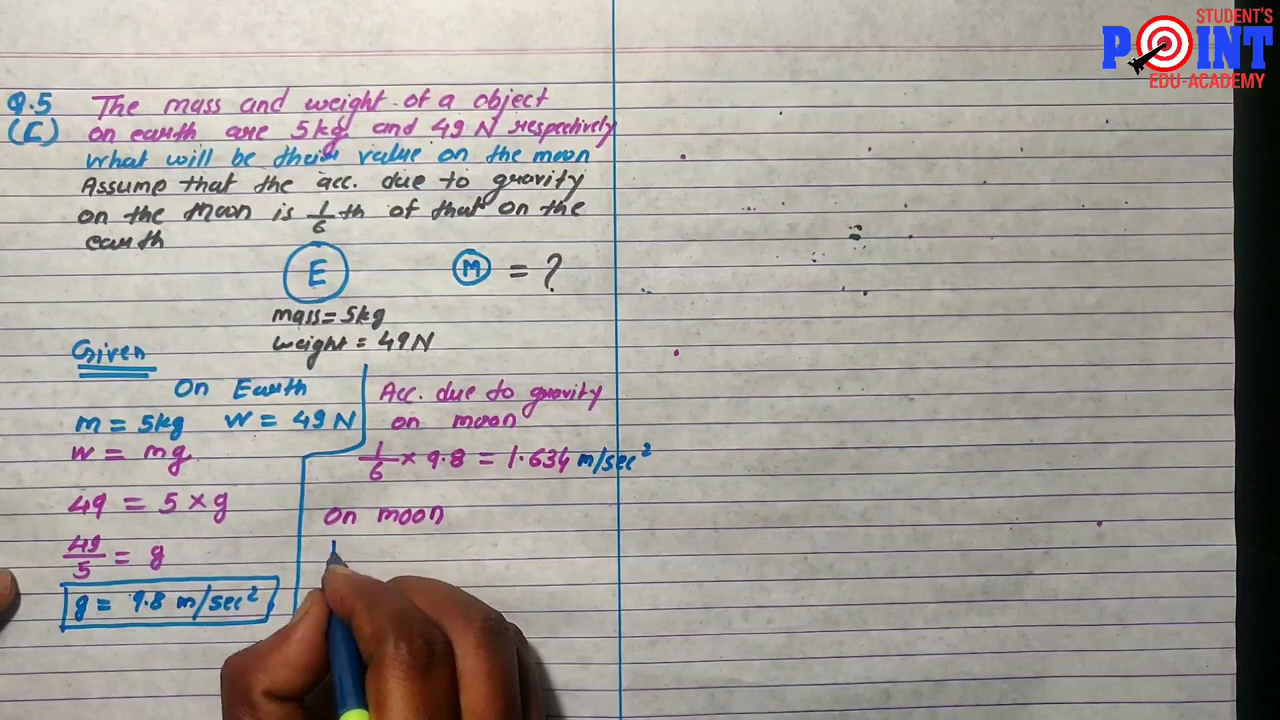 STUDENT'S
POINT
EDU-ACADEMY
Q.5 The mass and weight of a object
(C) on earth are 5kg and 49 N respectively
what will be their value on the moon
Assume that the acc. due to gravity
on the moon is 1/6 th of that on the
earth
E M = ?
mass = 5kg
weight = 49N
Given
On Earth
m = 5kg W = 49N
w = mg
49 = 5 × g
49/5 = g
g = 9.8 m/sec²
Acc. due to gravity
on moon
1/6 × 9.8 = 1.634 m/sec²
On moon